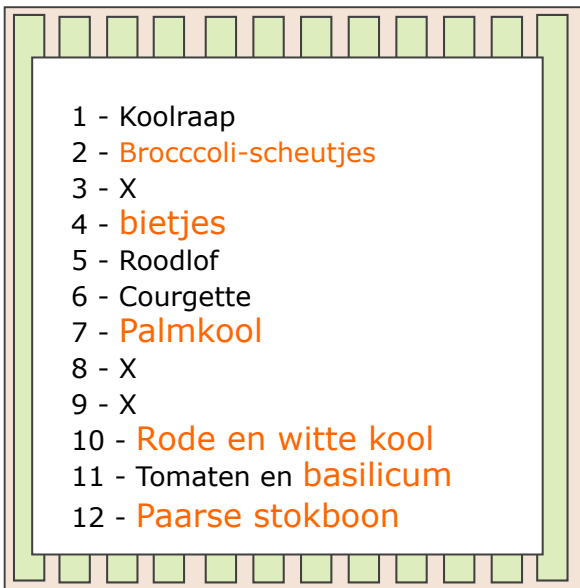 1 - Koolraap
2 - Brocccoli-scheutjes
3 - X
4 - bietjes
5 - Roodlof
6 - Courgette
7 - Palmkool
8 - X
9 - X
10 - Rode en witte kool
11 - Tomaten en basilicum
12 - Paarse stokboon